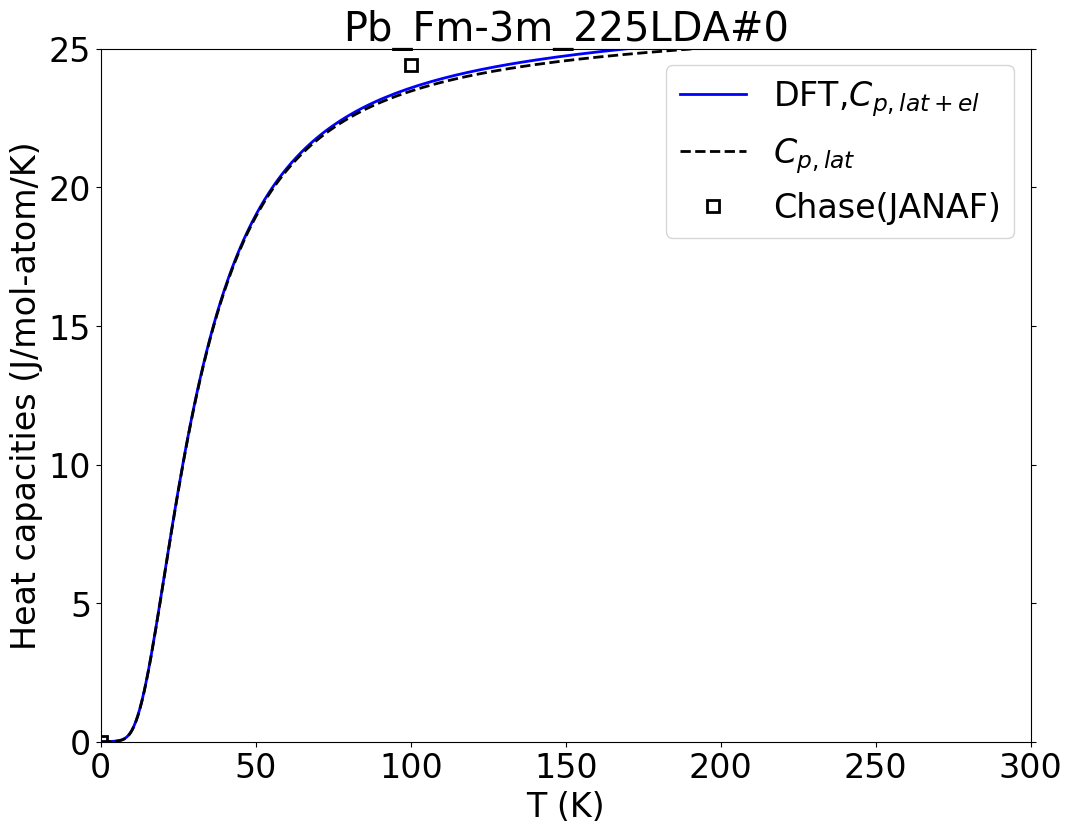 Pb_Fm-3m_225LDA#0
Heat capacities (J/mol-atom/K)
25
20
15
10
5
0
DFT,C_{p,lat+el}
C_{p,lat}
Chase(JANAF)
0 50 100 150 200 250 300
T (K)